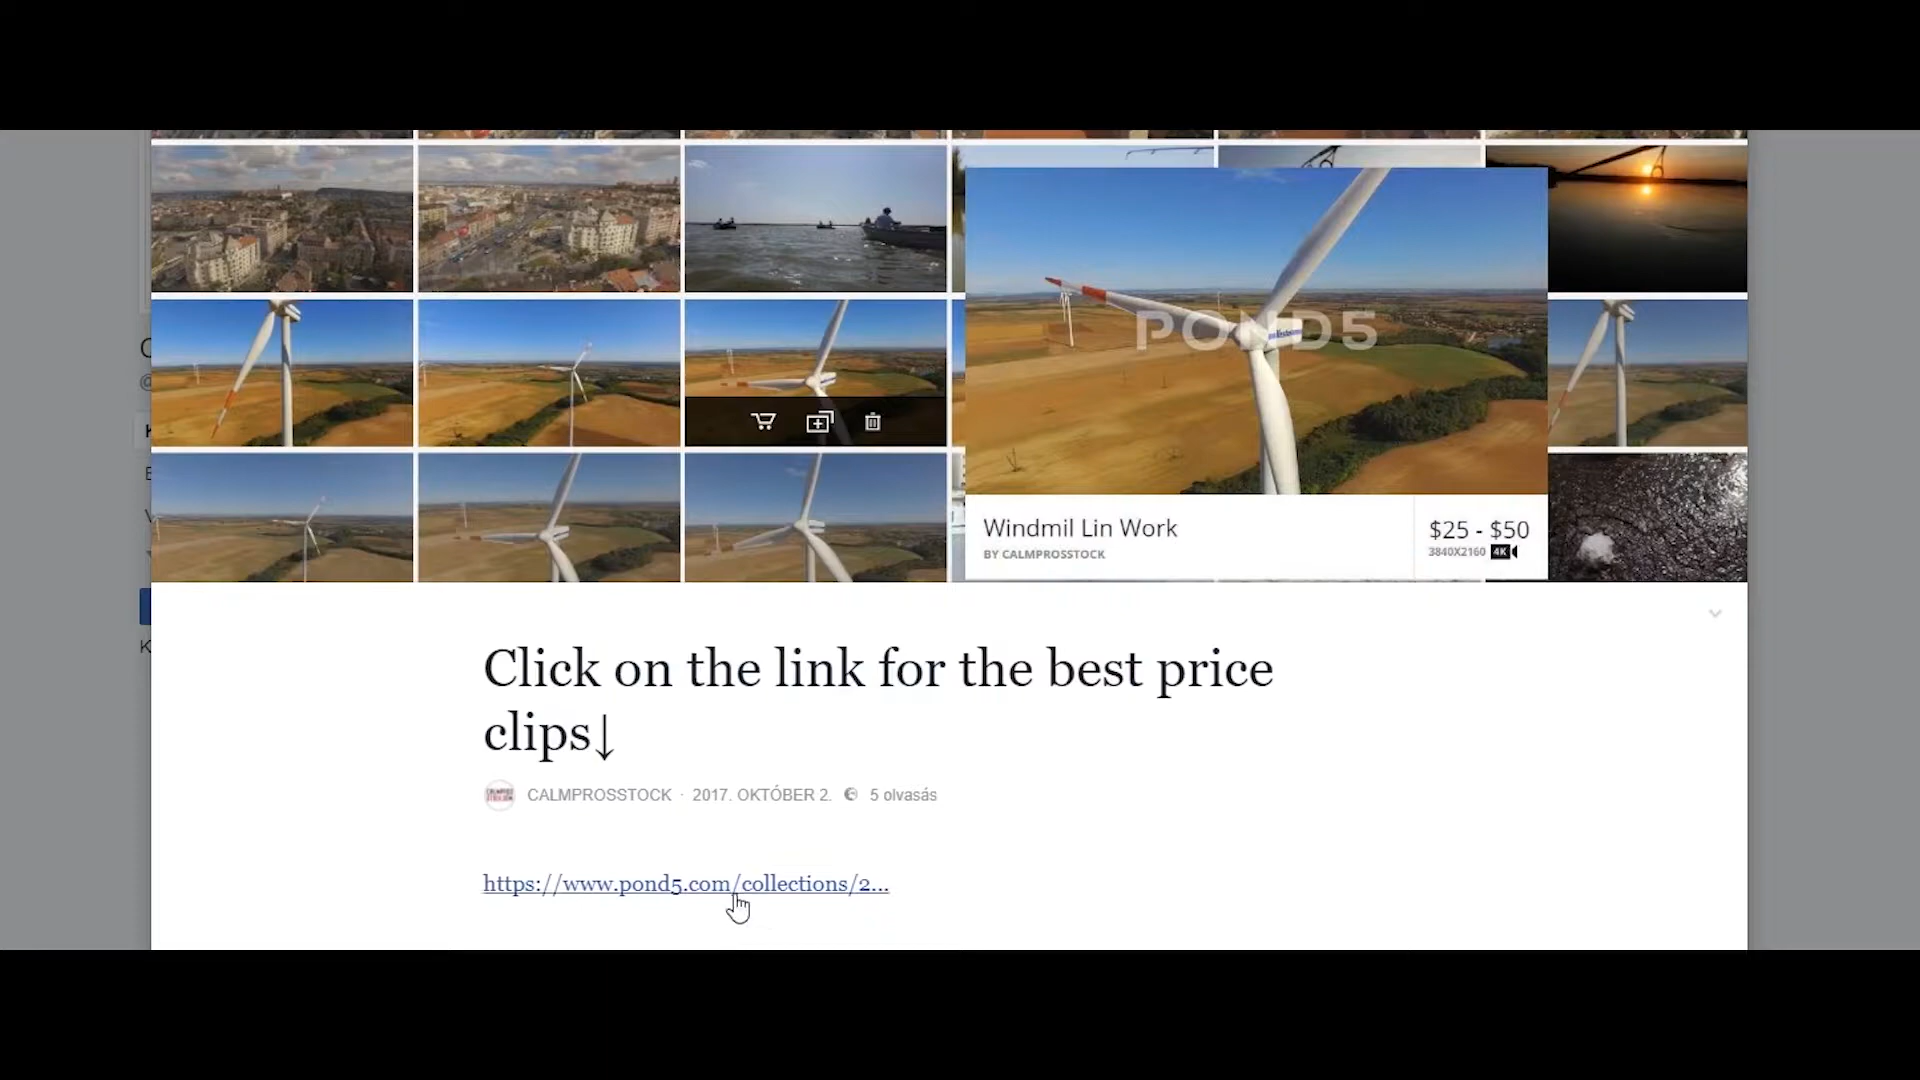 POND5
Windmil Lin Work
BY CALMPROSSTOCK
$25 - $50
3840X2160 4K
Click on the link for the best price
clips↓
CALMPROSSTOCK · 2017. OKTÓBER 2. 5 olvasás
https://www.pond5.com/collections/2...